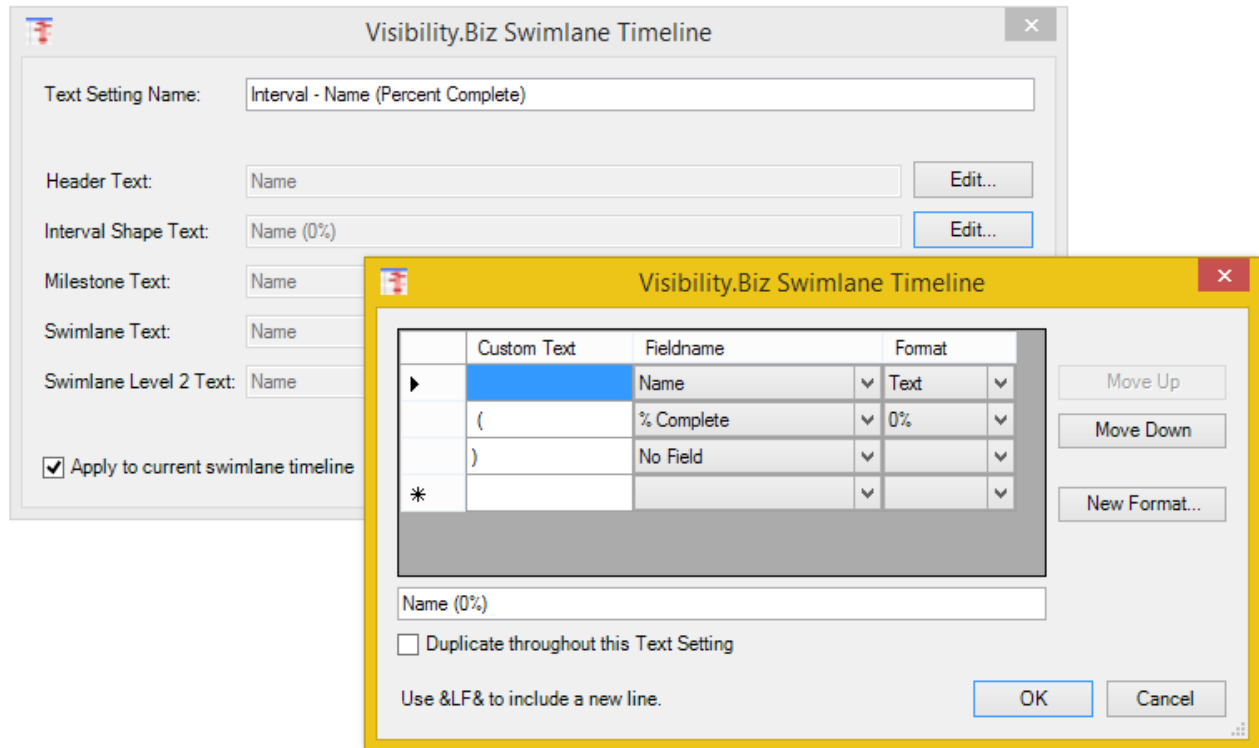 Visibility.Biz Swimlane Timeline
Text Setting Name: Interval - Name (Percent Complete)
Header Text: Name Edit...
Interval Shape Text: Name (0%) Edit...
Milestone Text: Name
Swimlane Text: Name
Swimlane Level 2 Text: Name
Apply to current swimlane timeline
Visibility.Biz Swimlane Timeline
Custom Text Fieldname Format
Name Text
( % Complete 0%
) No Field
Move Up
Move Down
New Format...
Name (0%)
Duplicate throughout this Text Setting
Use &LF& to include a new line.
OK Cancel